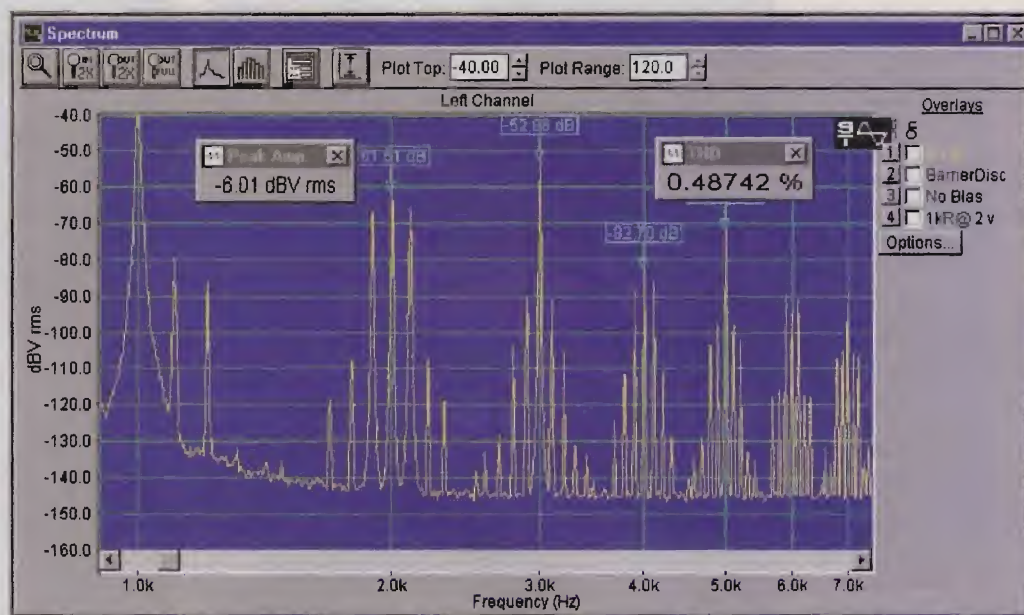 Spectrum
Plot Top: -40.00 Plot Range: 120.0
Left Channel
Overlays
-40.0
-50.0
-60.0
-70.0
-80.0
-90.0
-100.0
-110.0
-120.0
-130.0
-140.0
-150.0
-160.0
dBV rms
Peak Amp
-6.01 dBV rms
-52.98 dB
THD
0.48742 %
-82.70 dB
1
2 BarrierDisc
3 No Bias
4 1kR@ 2 v
Options...
1.0k
2.0k
3.0k
4.0k
5.0k
6.0k
7.0k
Frequency (Hz)